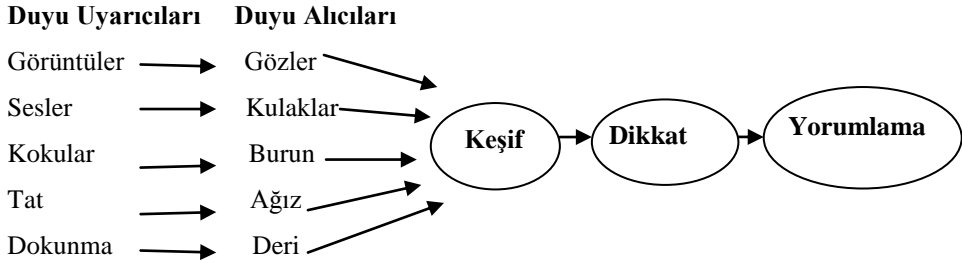 Duyu Uyarıcıları Duyu Alıcıları
Görüntüler Gözler
Sesler Kulaklar
Keşif Dikkat Yorumlama
Kokular Burun
Tat Ağız
Dokunma Deri